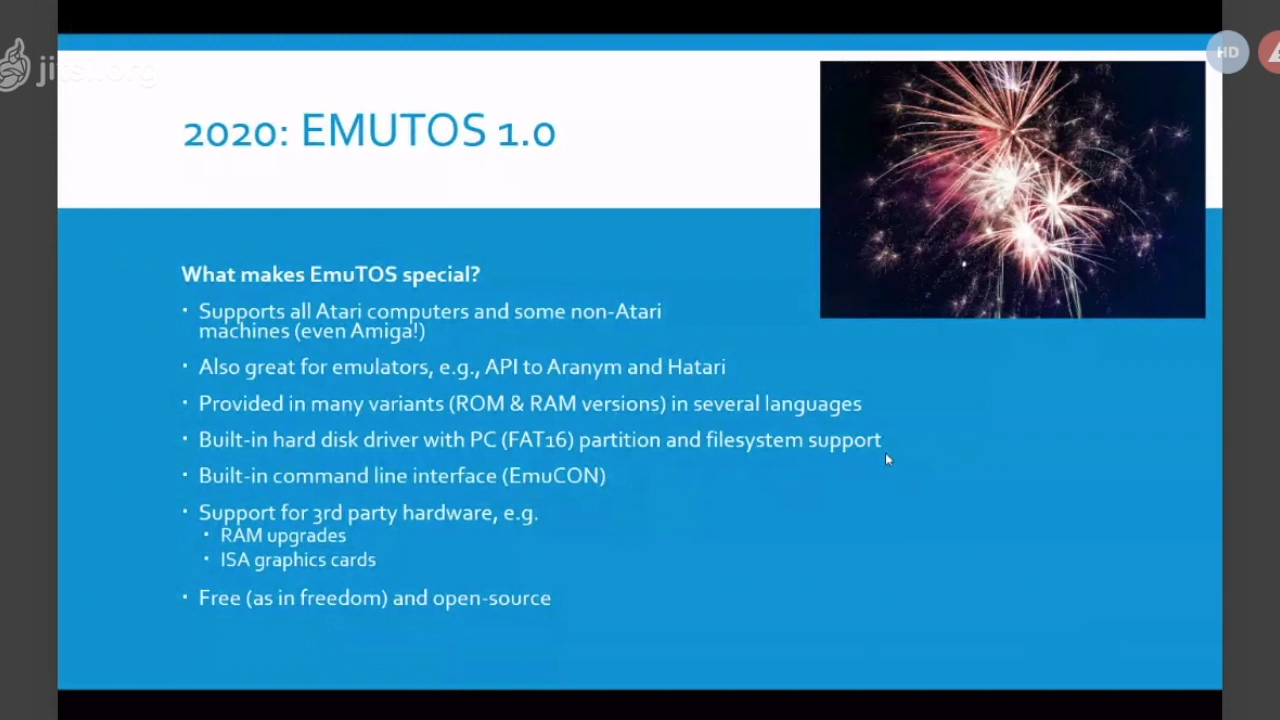 jitsi.org
HD
2020: EMUTOS 1.0
What makes EmuTOS special?
· Supports all Atari computers and some non-Atari
machines (even Amiga!)
· Also great for emulators, e.g., API to Aranym and Hatari
· Provided in many variants (ROM & RAM versions) in several languages
· Built-in hard disk driver with PC (FAT16) partition and filesystem support
· Built-in command line interface (EmuCON)
· Support for 3rd party hardware, e.g.
· RAM upgrades
· ISA graphics cards
· Free (as in freedom) and open-source